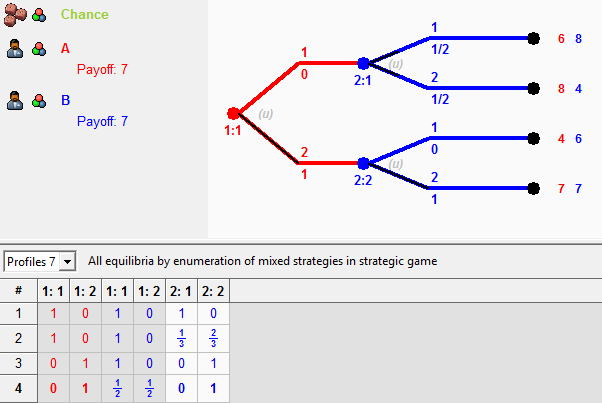 Chance
A
Payoff: 7
B
Payoff: 7
1 6 8
1 1/2
0 (u)
2:1 2
1/2 8 4
(u)
1:1
1 4 6
2 0
1 (u)
2:2 2
1 7 7
Profiles 7 All equilibria by enumeration of mixed strategies in strategic game
# 1: 1 1: 2 1: 1 1: 2 2: 1 2: 2
1 1 0 1 0 1 0
2 1 0 1 0 1/3 2/3
3 0 1 1 0 0 1
4 0 1 1/2 1/2 0 1